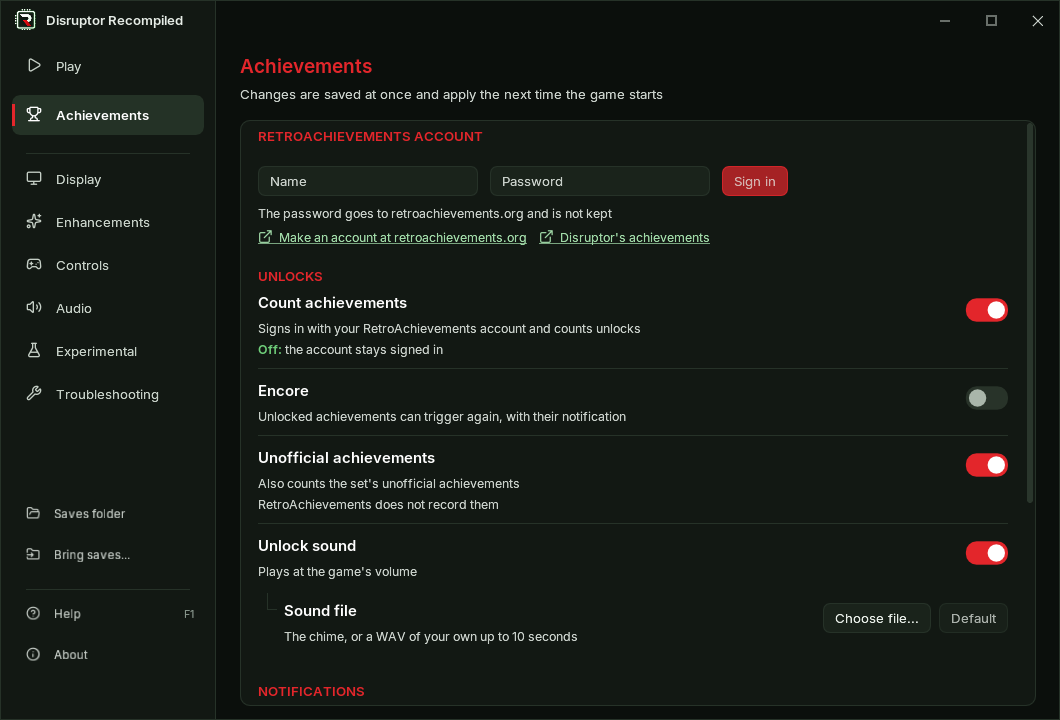 Disruptor Recompiled
Play
Achievements
Display
Enhancements
Controls
Audio
Experimental
Troubleshooting
Saves folder
Bring saves...
Help
F1
About
Achievements
Changes are saved at once and apply the next time the game starts
RETROACHIEVEMENTS ACCOUNT
Name
Password
Sign in
The password goes to retroachievements.org and is not kept
Make an account at retroachievements.org
Disruptor's achievements
UNLOCKS
Count achievements
Signs in with your RetroAchievements account and counts unlocks
Off: the account stays signed in
Encore
Unlocked achievements can trigger again, with their notification
Unofficial achievements
Also counts the set's unofficial achievements
RetroAchievements does not record them
Unlock sound
Plays at the game's volume
Sound file
The chime, or a WAV of your own up to 10 seconds
Choose file...
Default
NOTIFICATIONS